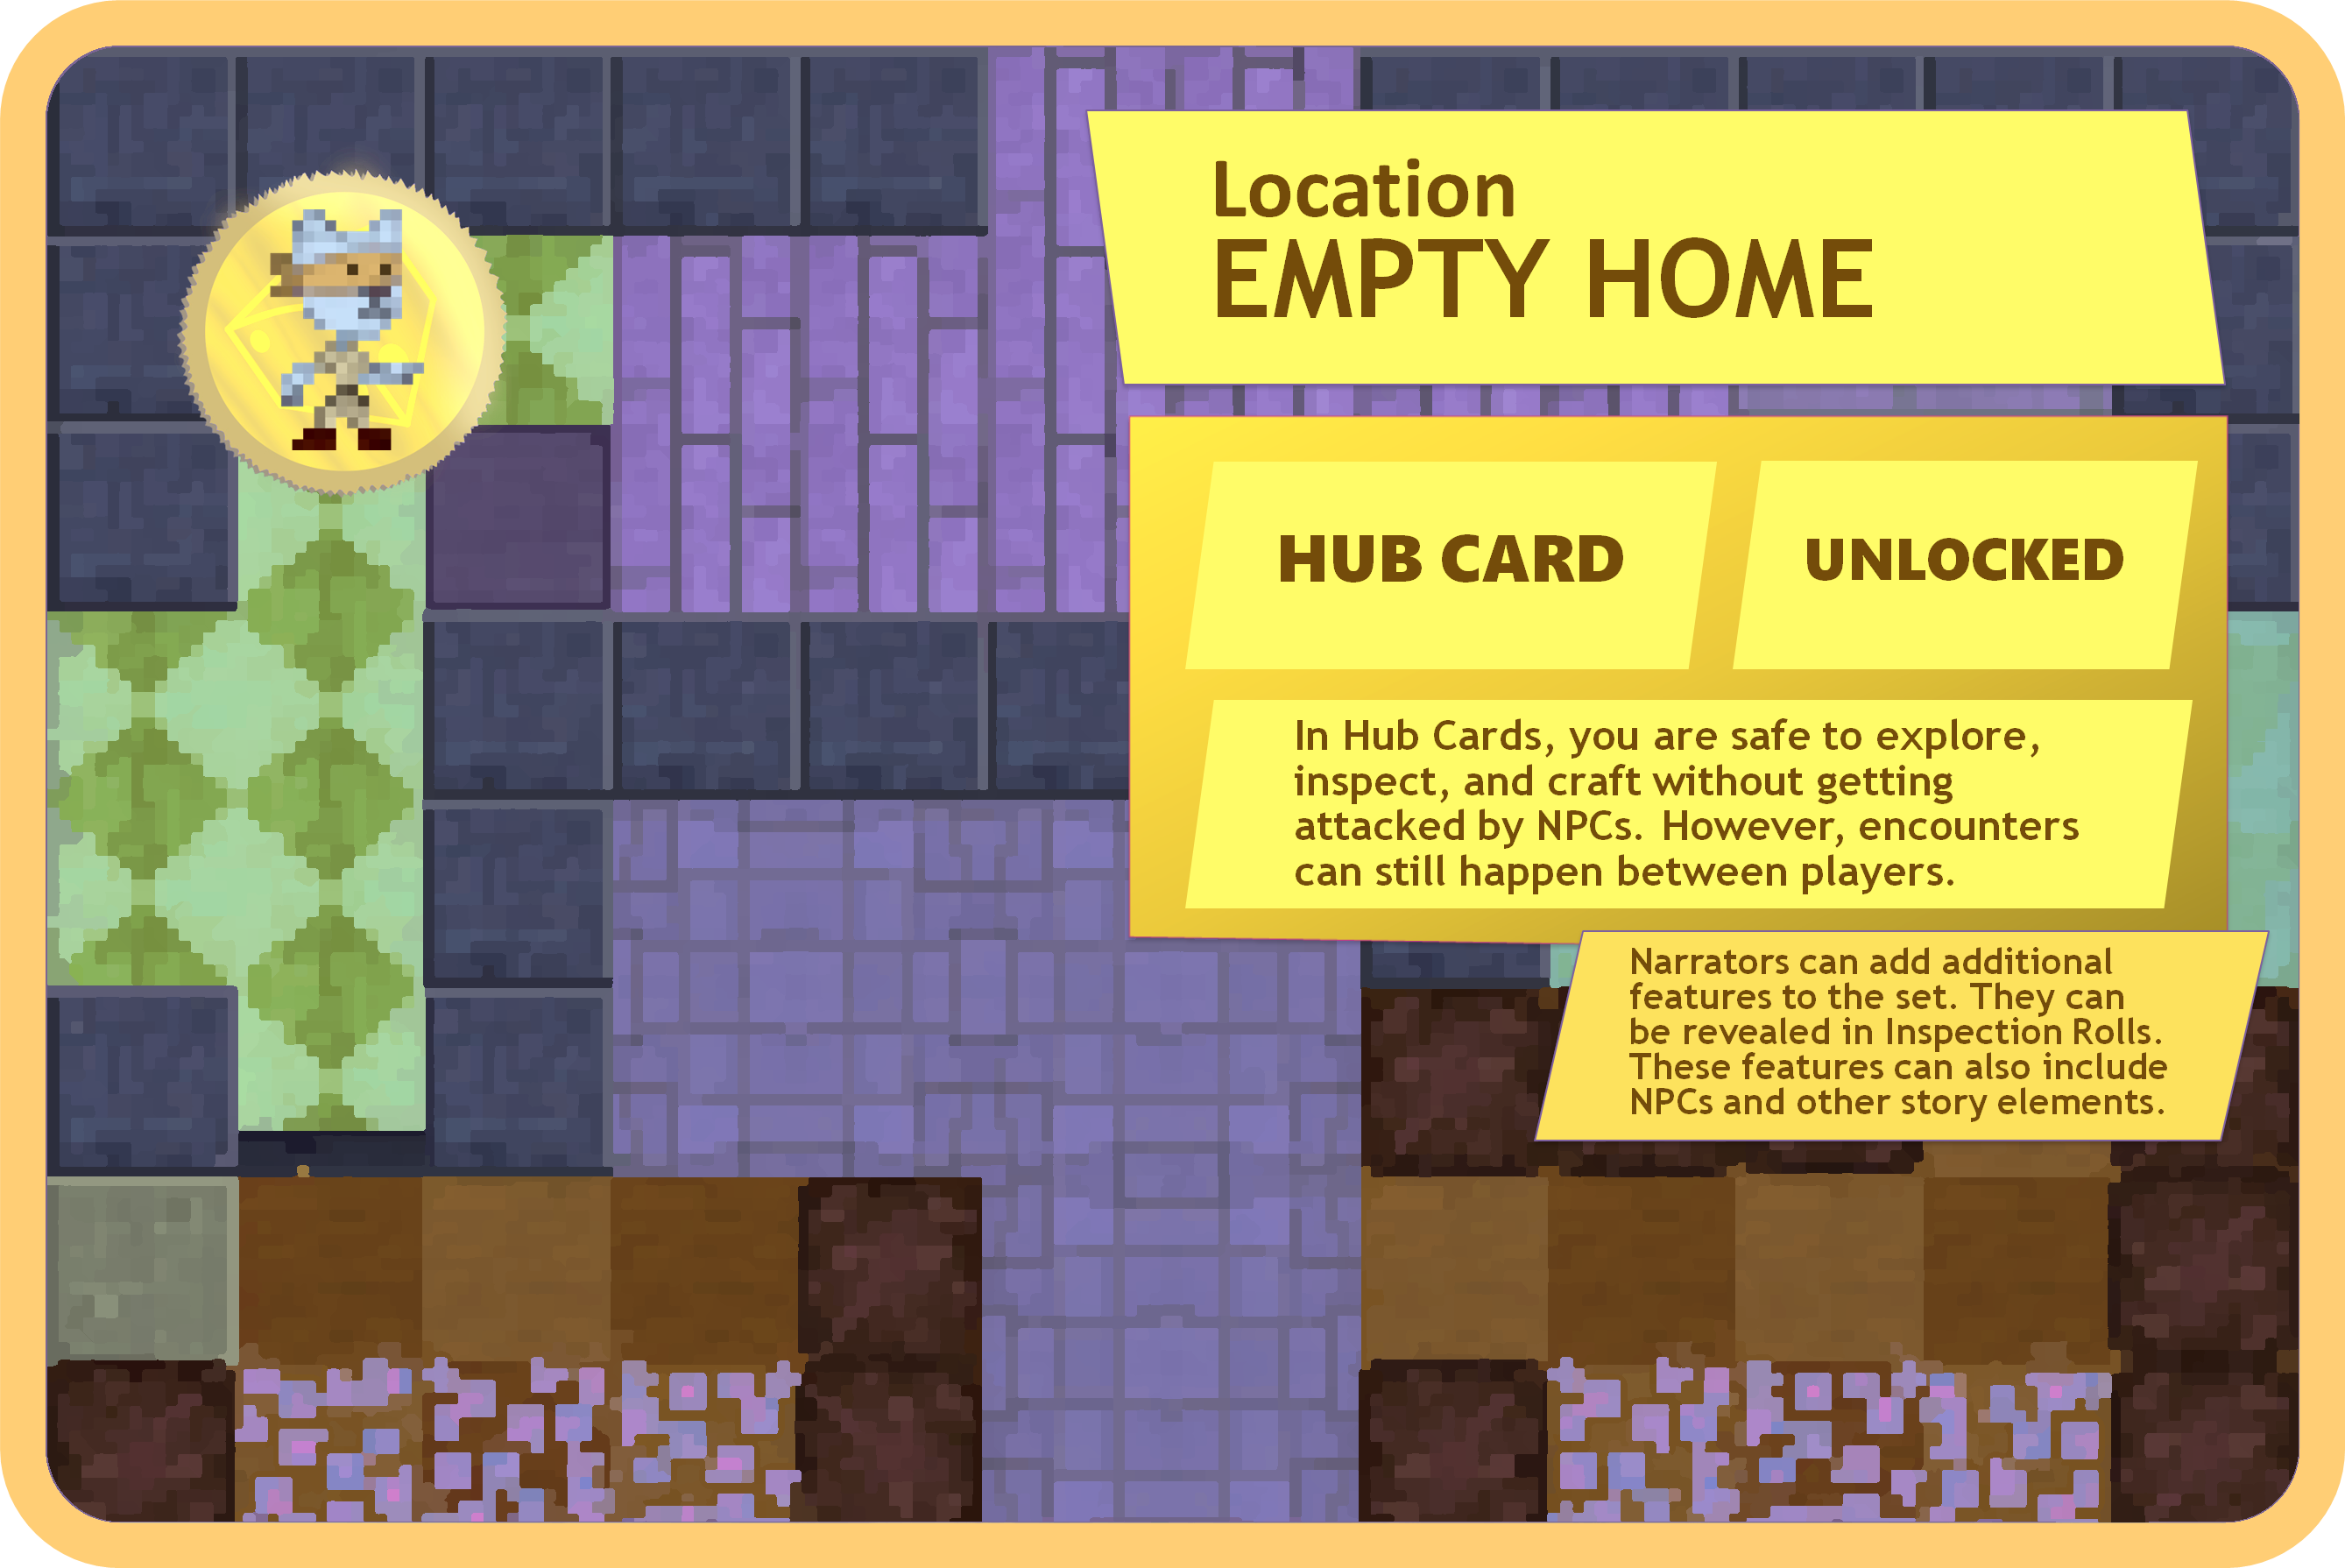 Location
EMPTY HOME
HUB CARD
UNLOCKED
In Hub Cards, you are safe to explore,
inspect, and craft without getting
attacked by NPCs. However, encounters
can still happen between players.
Narrators can add additional
features to the set. They can
be revealed in Inspection Rolls.
These features can also include
NPCs and other story elements.